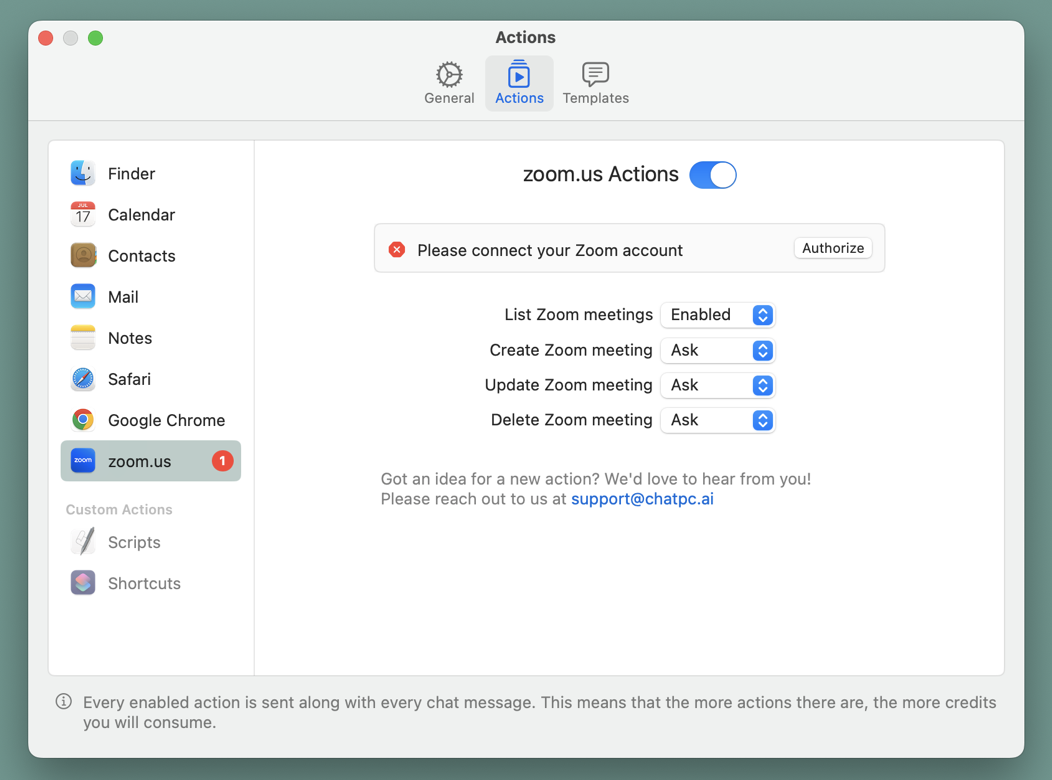 Actions
General
Actions
Templates
Finder
JUL
17
Calendar
Contacts
Mail
Notes
Safari
Google Chrome
zoom
zoom.us
1
Custom Actions
Scripts
Shortcuts
zoom.us Actions
Please connect your Zoom account
Authorize
List Zoom meetings Enabled
Create Zoom meeting Ask
Update Zoom meeting Ask
Delete Zoom meeting Ask
Got an idea for a new action? We'd love to hear from you!
Please reach out to us at support@chatpc.ai
Every enabled action is sent along with every chat message. This means that the more actions there are, the more credits
you will consume.